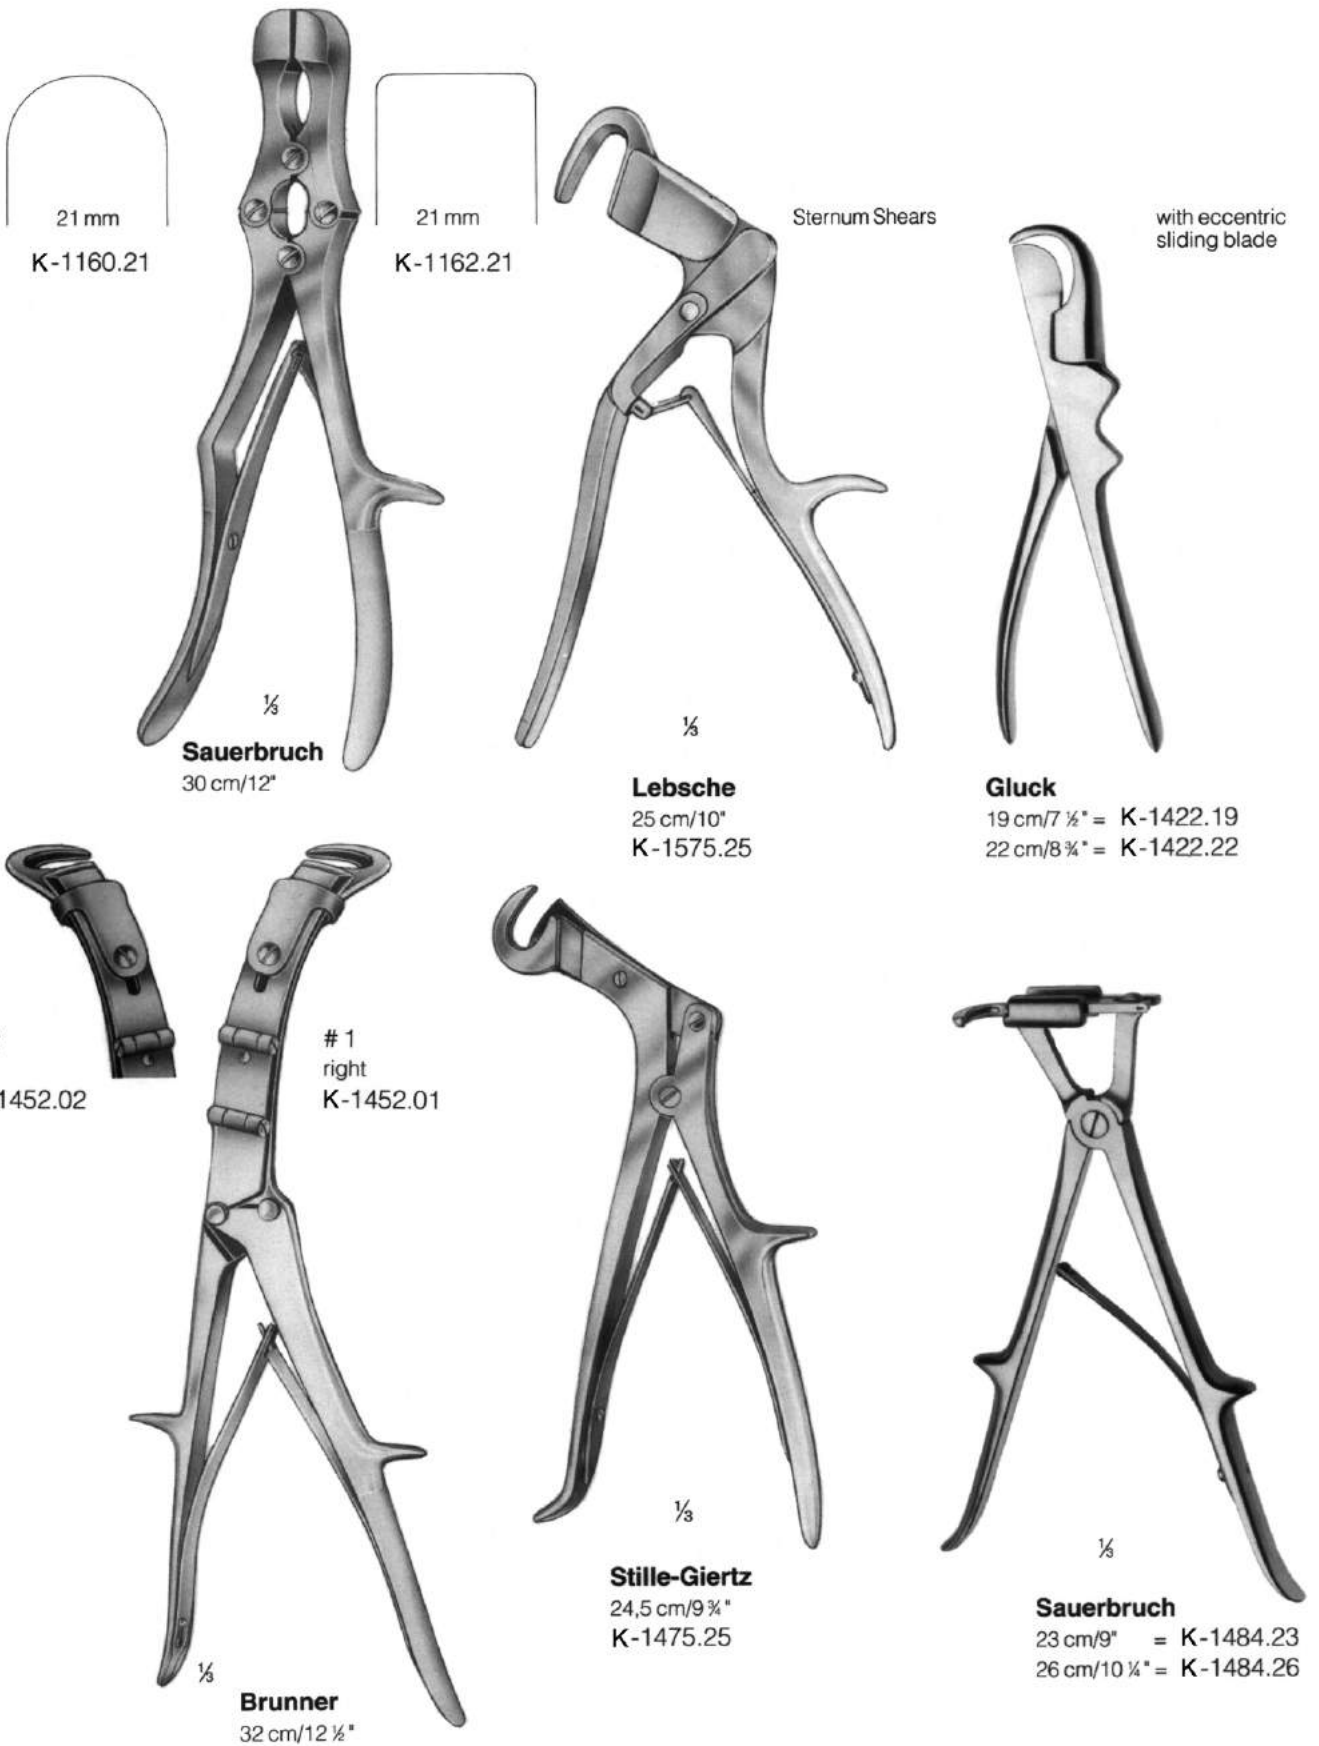 21 mm
K-1160.21
21 mm
K-1162.21
Sternum Shears
with eccentric
sliding blade
⅓
Sauerbruch
30 cm/12"
⅓
Lebsche
25 cm/10"
K-1575.25
Gluck
19 cm/7 ½" = K-1422.19
22 cm/8 ¾" = K-1422.22
1452.02
# 1
right
K-1452.01
⅓
Brunner
32 cm/12 ½"
⅓
Stille-Giertz
24,5 cm/9 ¾"
K-1475.25
⅓
Sauerbruch
23 cm/9" = K-1484.23
26 cm/10 ¼" = K-1484.26